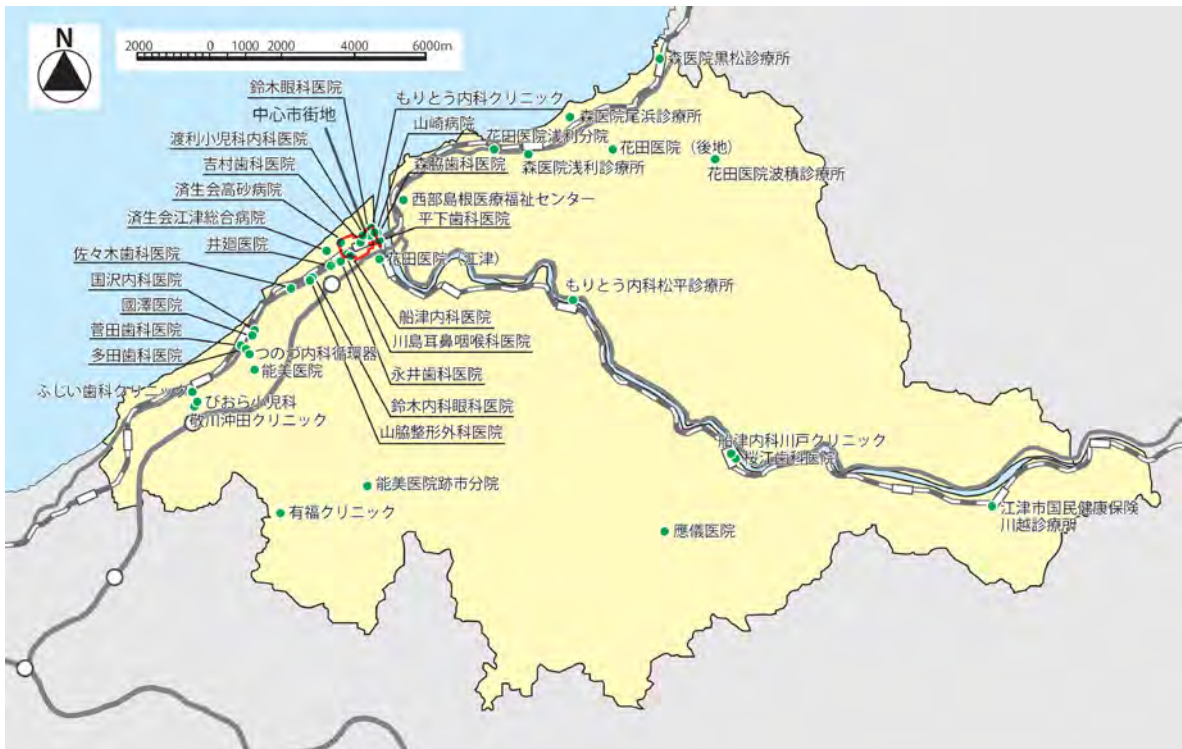 N
2000 0 1000 2000 4000 6000m
森医院黒松診療所
鈴木眼科医院
もりとう内科クリニック
中心市街地
山崎病院
森医院尾浜診療所
渡利小児科内科医院
花田医院浅利分院
花田医院（後地）
吉村歯科医院
森脇歯科医院
森医院浅利診療所
花田医院波積診療所
済生会高砂病院
西部島根医療福祉センター
済生会江津総合病院
平下歯科医院
井廻医院
佐々木歯科医院
花田医院（江津）
国沢内科医院
もりとう内科松平診療所
國澤医院
船津内科医院
菅田歯科医院
川島耳鼻咽喉科医院
多田歯科医院
つのづ内科循環器
能美医院
永井歯科医院
ふじい歯科クリニック
びおら小児科
鈴木内科眼科医院
敬川沖田クリニック
山脇整形外科医院
船津内科川戸クリニック
桜江歯科医院
能美医院跡市分院
有福クリニック
江津市国民健康保険
川越診療所
應儀医院